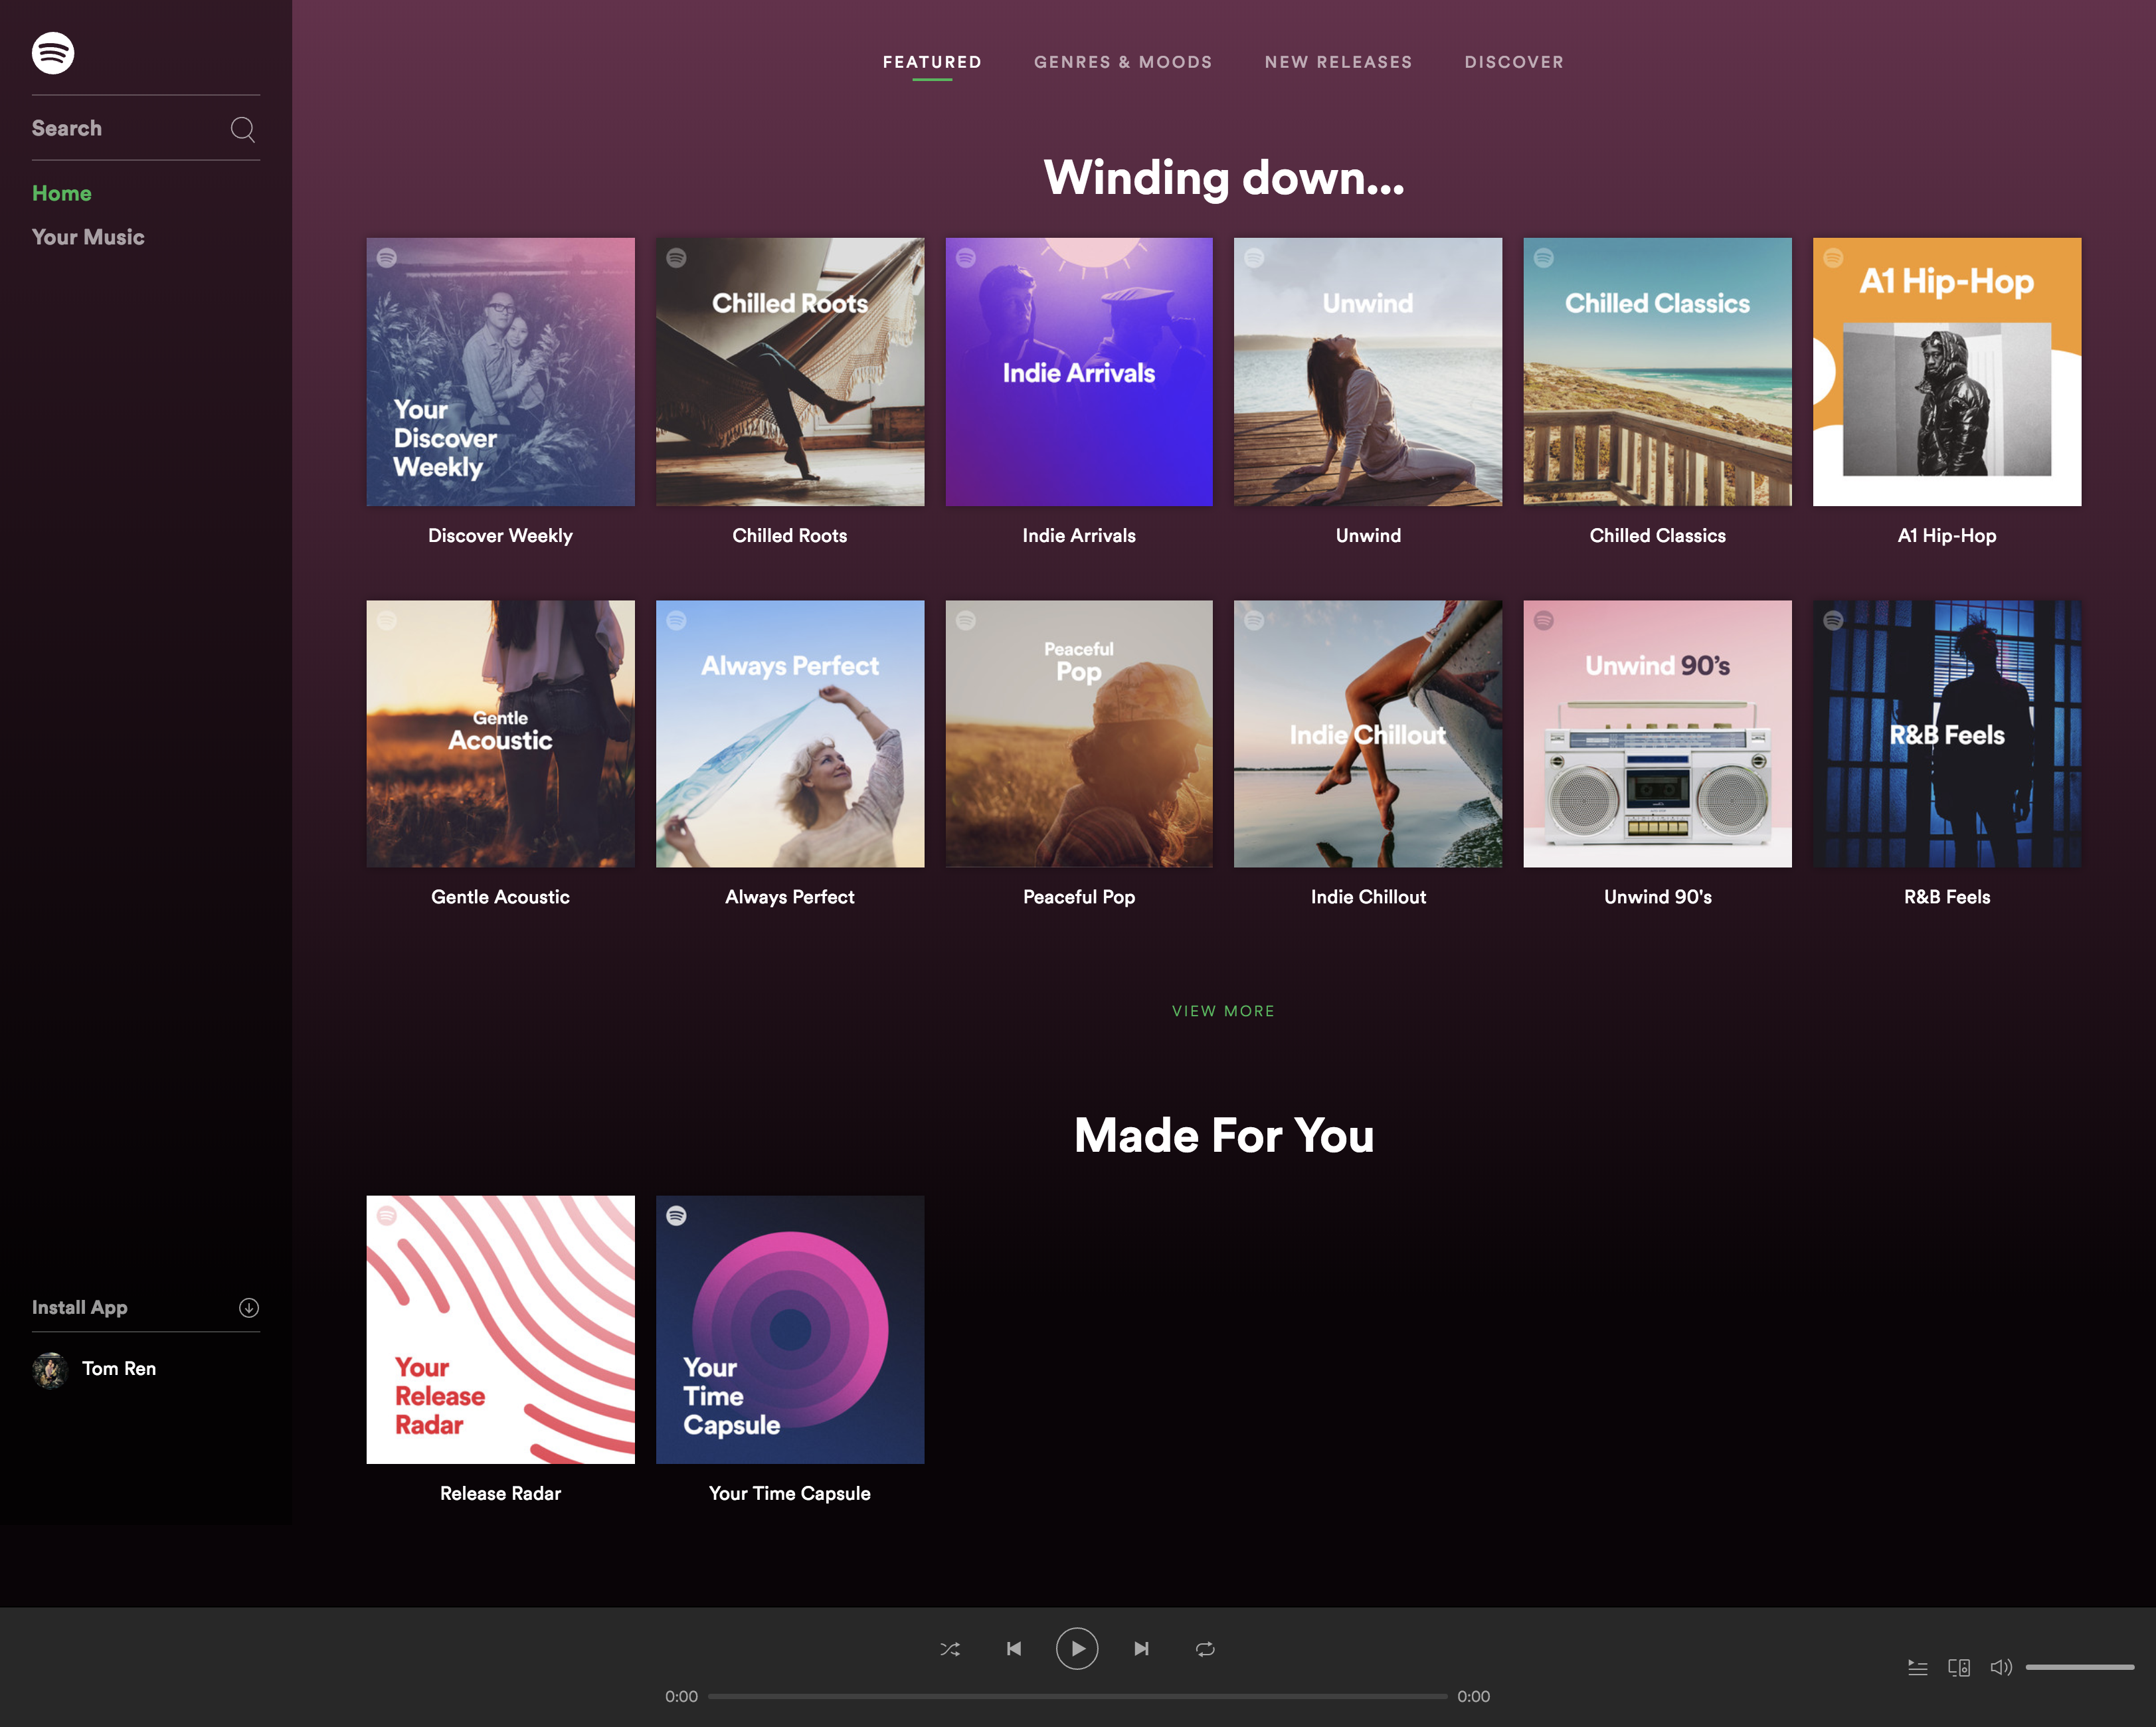 FEATURED
GENRES & MOODS
NEW RELEASES
DISCOVER
Search
Home
Your Music
Winding down...
Your
Discover
Weekly
Chilled Roots
Indie Arrivals
Unwind
Chilled Classics
A1 Hip-Hop
Discover Weekly
Chilled Roots
Indie Arrivals
Unwind
Chilled Classics
A1 Hip-Hop
Gentle
Acoustic
Always Perfect
Peaceful
Pop
Indie Chillout
Unwind 90’s
R&B Feels
Gentle Acoustic
Always Perfect
Peaceful Pop
Indie Chillout
Unwind 90's
R&B Feels
VIEW MORE
Made For You
Your
Release
Radar
Your
Time
Capsule
Release Radar
Your Time Capsule
Install App
Tom Ren
0:00
0:00